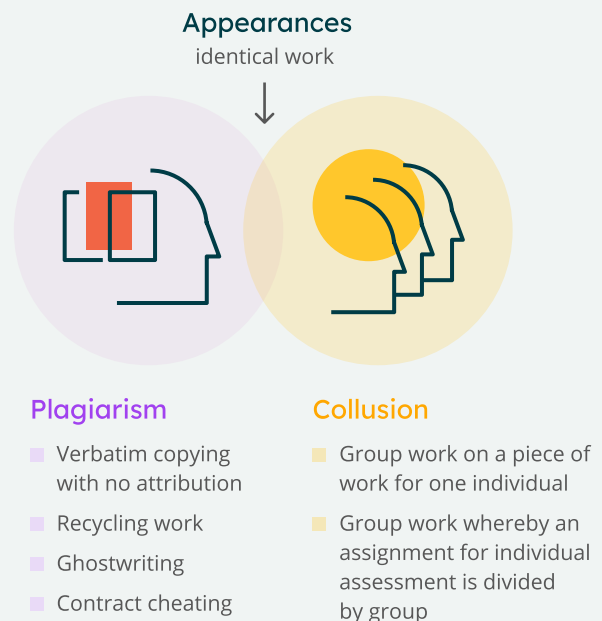 Appearances
identical work
Plagiarism
Verbatim copying
with no attribution
Recycling work
Ghostwriting
Contract cheating
Collusion
Group work on a piece of
work for one individual
Group work whereby an
assignment for individual
assessment is divided
by group